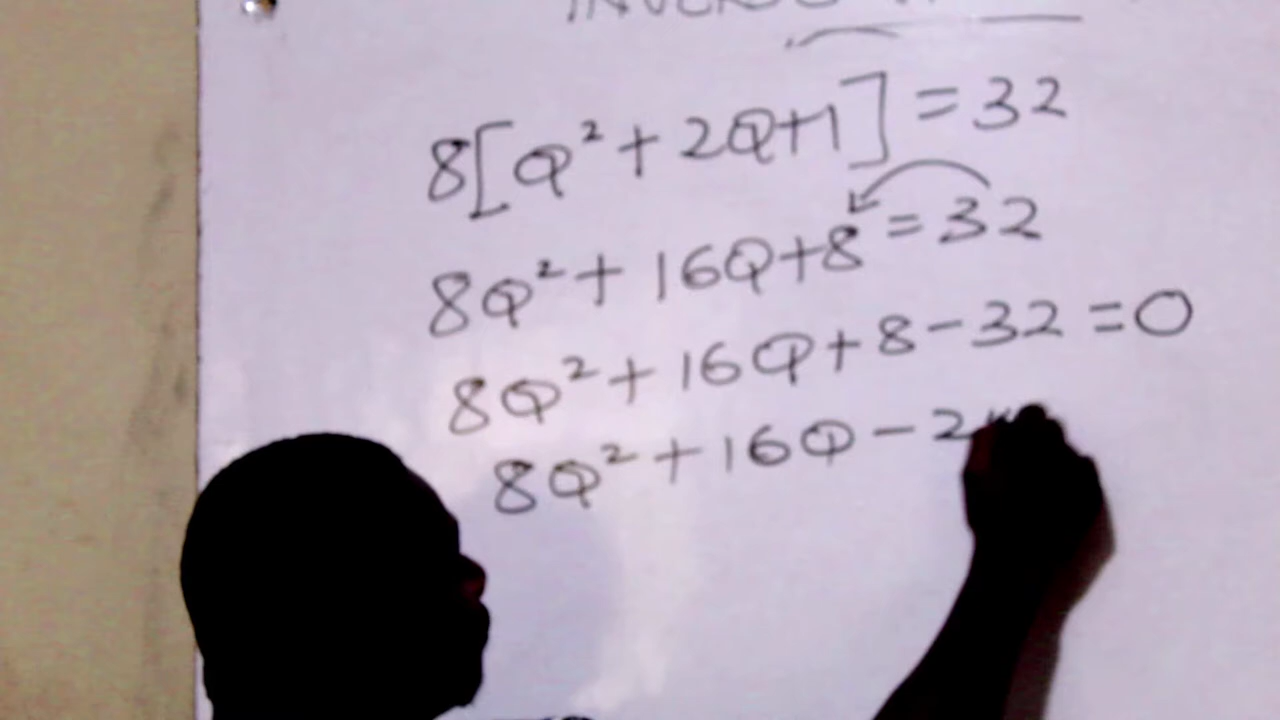 8[Q² + 2Q+1] = 32
8Q² + 16Q+8 = 32
8Q² + 16Q + 8 - 32 = 0
8Q² + 16Q - 2